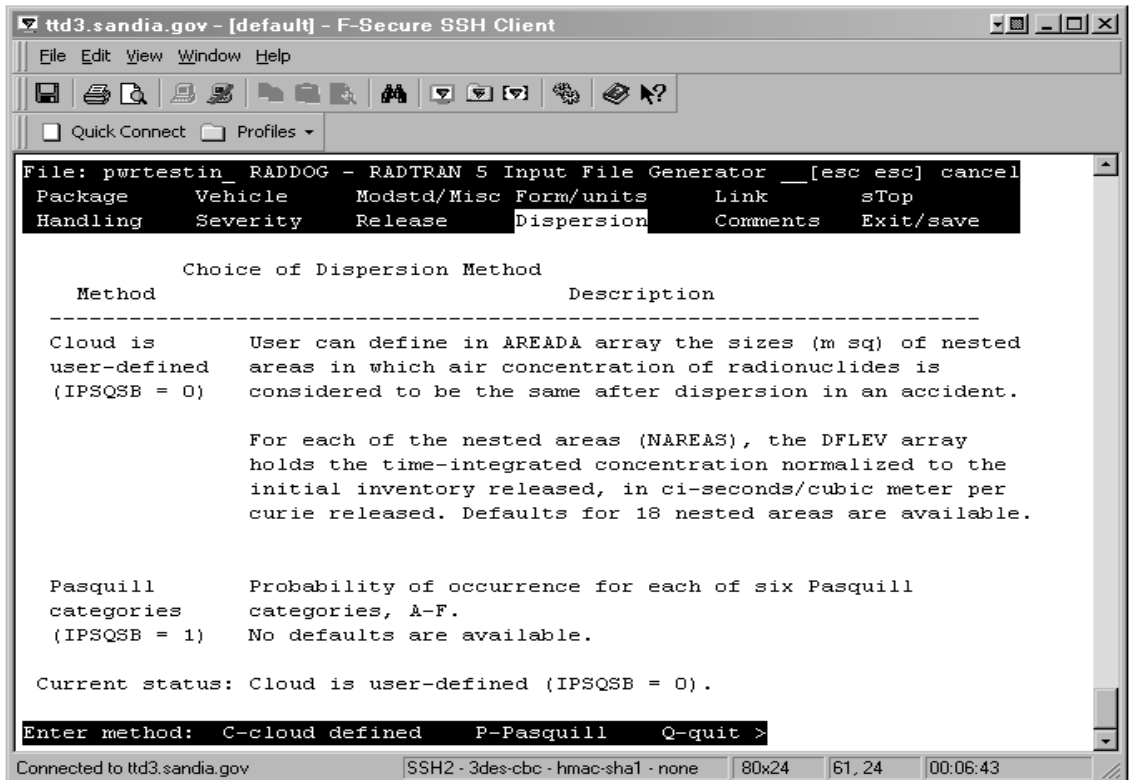 ttd3.sandia.gov - [default] - F-Secure SSH Client
File Edit View Window Help
Quick Connect Profiles
File: pwrtestin_ RADDOG - RADTRAN 5 Input File Generator __[esc esc] cancel
Package Vehicle Modstd/Misc Form/units Link sTop
Handling Severity Release Dispersion Comments Exit/save
Choice of Dispersion Method
Method Description
-----------------------------------------------------------------------
Cloud is User can define in AREADA array the sizes (m sq) of nested
user-defined areas in which air concentration of radionuclides is
(IPSQSB = 0) considered to be the same after dispersion in an accident.
For each of the nested areas (NAREAS), the DFLEV array
holds the time-integrated concentration normalized to the
initial inventory released, in ci-seconds/cubic meter per
curie released. Defaults for 18 nested areas are available.
Pasquill Probability of occurrence for each of six Pasquill
categories categories, A-F.
(IPSQSB = 1) No defaults are available.
Current status: Cloud is user-defined (IPSQSB = 0).
Enter method: C-cloud defined P-Pasquill Q-quit >
Connected to ttd3.sandia.gov SSH2 - 3des-cbc - hmac-sha1 - none 80x24 61, 24 00:06:43